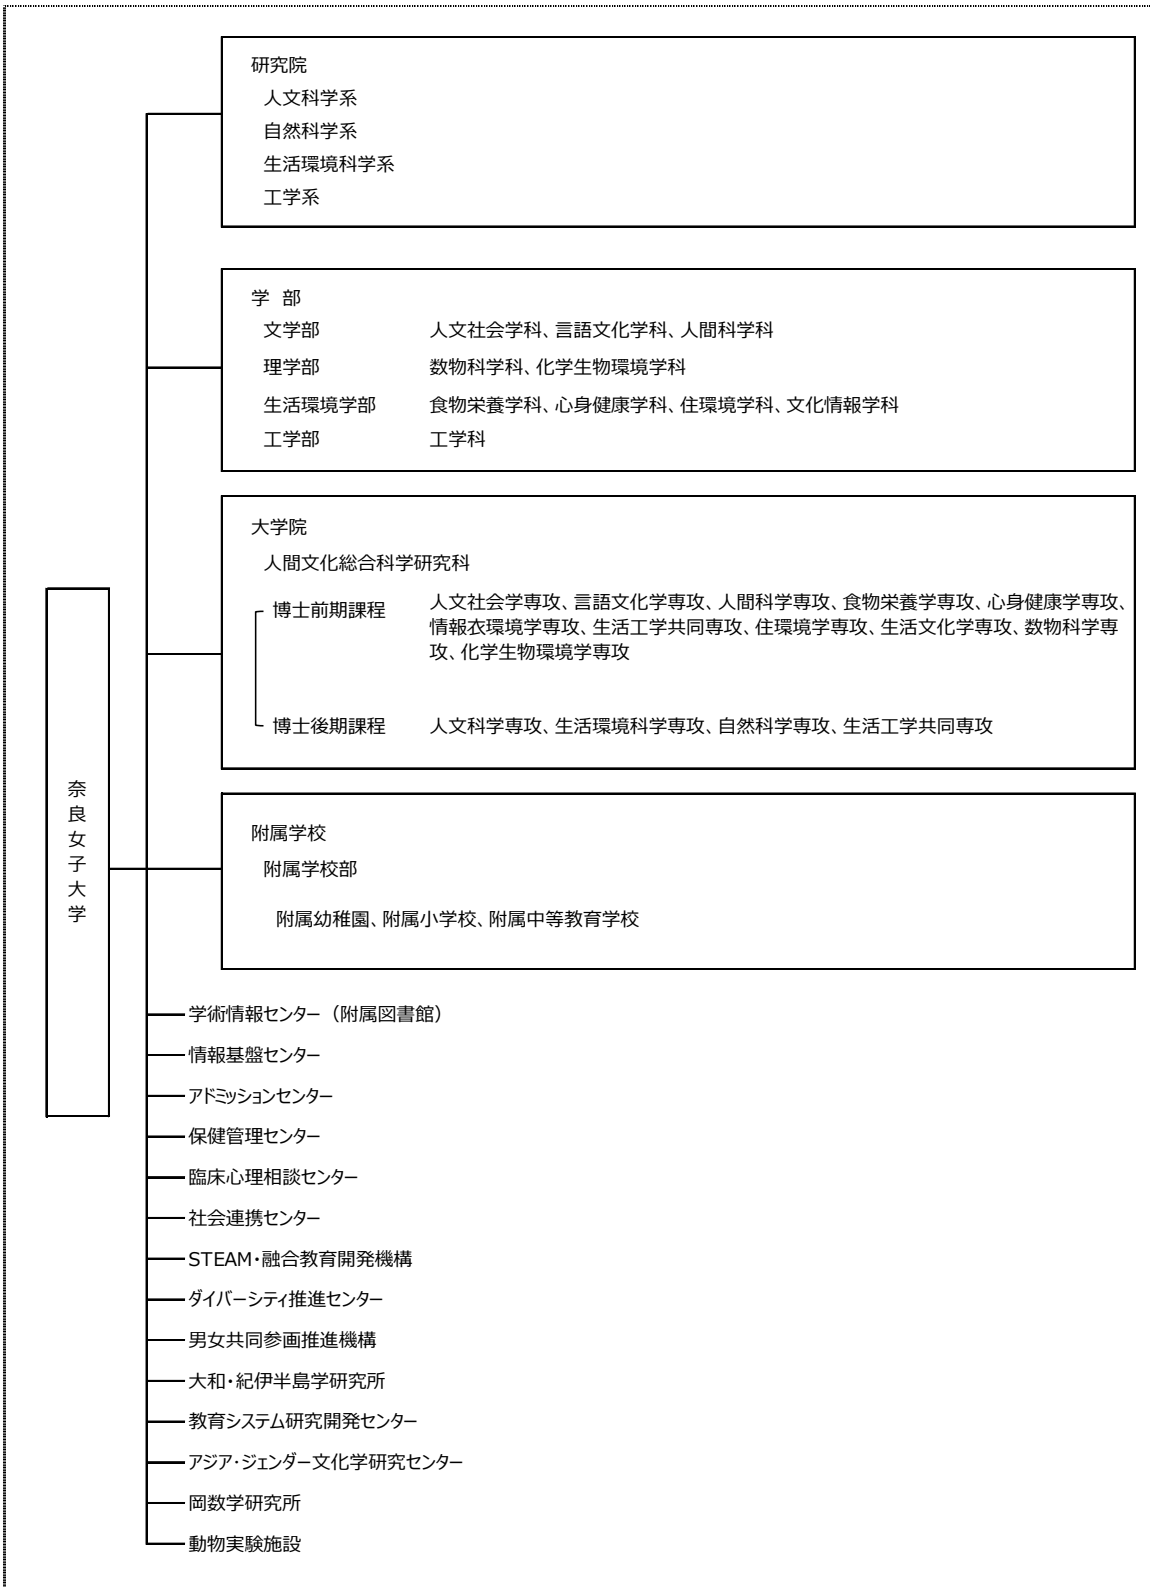 研究院
人文科学系
自然科学系
生活環境科学系
工学系
学 部
文学部 人文社会学科、言語文化学科、人間科学科
理学部 数物科学科、化学生物環境学科
生活環境学部 食物栄養学科、心身健康学科、住環境学科、文化情報学科
工学部 工学科
大学院
人間文化総合科学研究科
博士前期課程 人文社会学専攻、言語文化学専攻、人間科学専攻、食物栄養学専攻、心身健康学専攻、
情報衣環境学専攻、生活工学共同専攻、住環境学専攻、生活文化学専攻、数物科学専
攻、化学生物環境学専攻
博士後期課程 人文科学専攻、生活環境科学専攻、自然科学専攻、生活工学共同専攻
奈良女子大学
附属学校
附属学校部
附属幼稚園、附属小学校、附属中等教育学校
学術情報センター（附属図書館）
情報基盤センター
アドミッションセンター
保健管理センター
臨床心理相談センター
社会連携センター
STEAM・融合教育開発機構
ダイバーシティ推進センター
男女共同参画推進機構
大和・紀伊半島学研究所
教育システム研究開発センター
アジア・ジェンダー文化学研究センター
岡数学研究所
動物実験施設